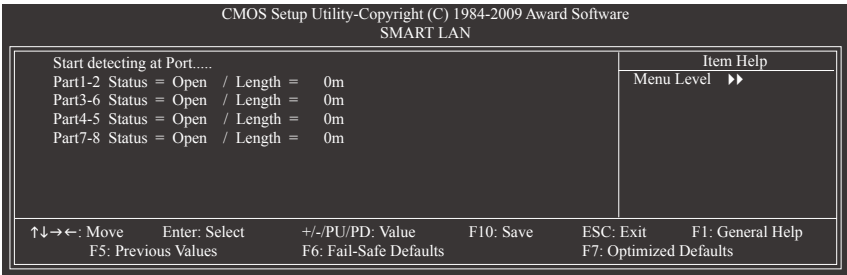 CMOS Setup Utility-Copyright (C) 1984-2009 Award Software
SMART LAN
Start detecting at Port.....
Part1-2 Status = Open / Length = 0m
Part3-6 Status = Open / Length = 0m
Part4-5 Status = Open / Length = 0m
Part7-8 Status = Open / Length = 0m
Item Help
Menu Level ▶▶
↑↓→←: Move Enter: Select +/-/PU/PD: Value F10: Save ESC: Exit F1: General Help
F5: Previous Values F6: Fail-Safe Defaults F7: Optimized Defaults